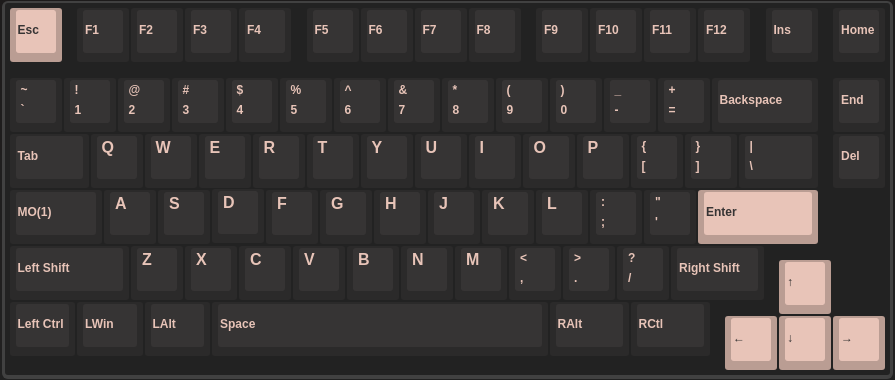 Esc F1 F2 F3 F4 F5 F6 F7 F8 F9 F10 F11 F12 Ins Home
~ ! @ # $ % ^ & * ( ) _ +
` 1 2 3 4 5 6 7 8 9 0 - = Backspace End
Tab Q W E R T Y U I O P { } | Del
[ ] \
MO(1) A S D F G H J K L : " Enter
; '
Left Shift Z X C V B N M < > ? Right Shift
, . / ↑
Left Ctrl LWin LAlt Space RAlt RCtl
← ↓ →